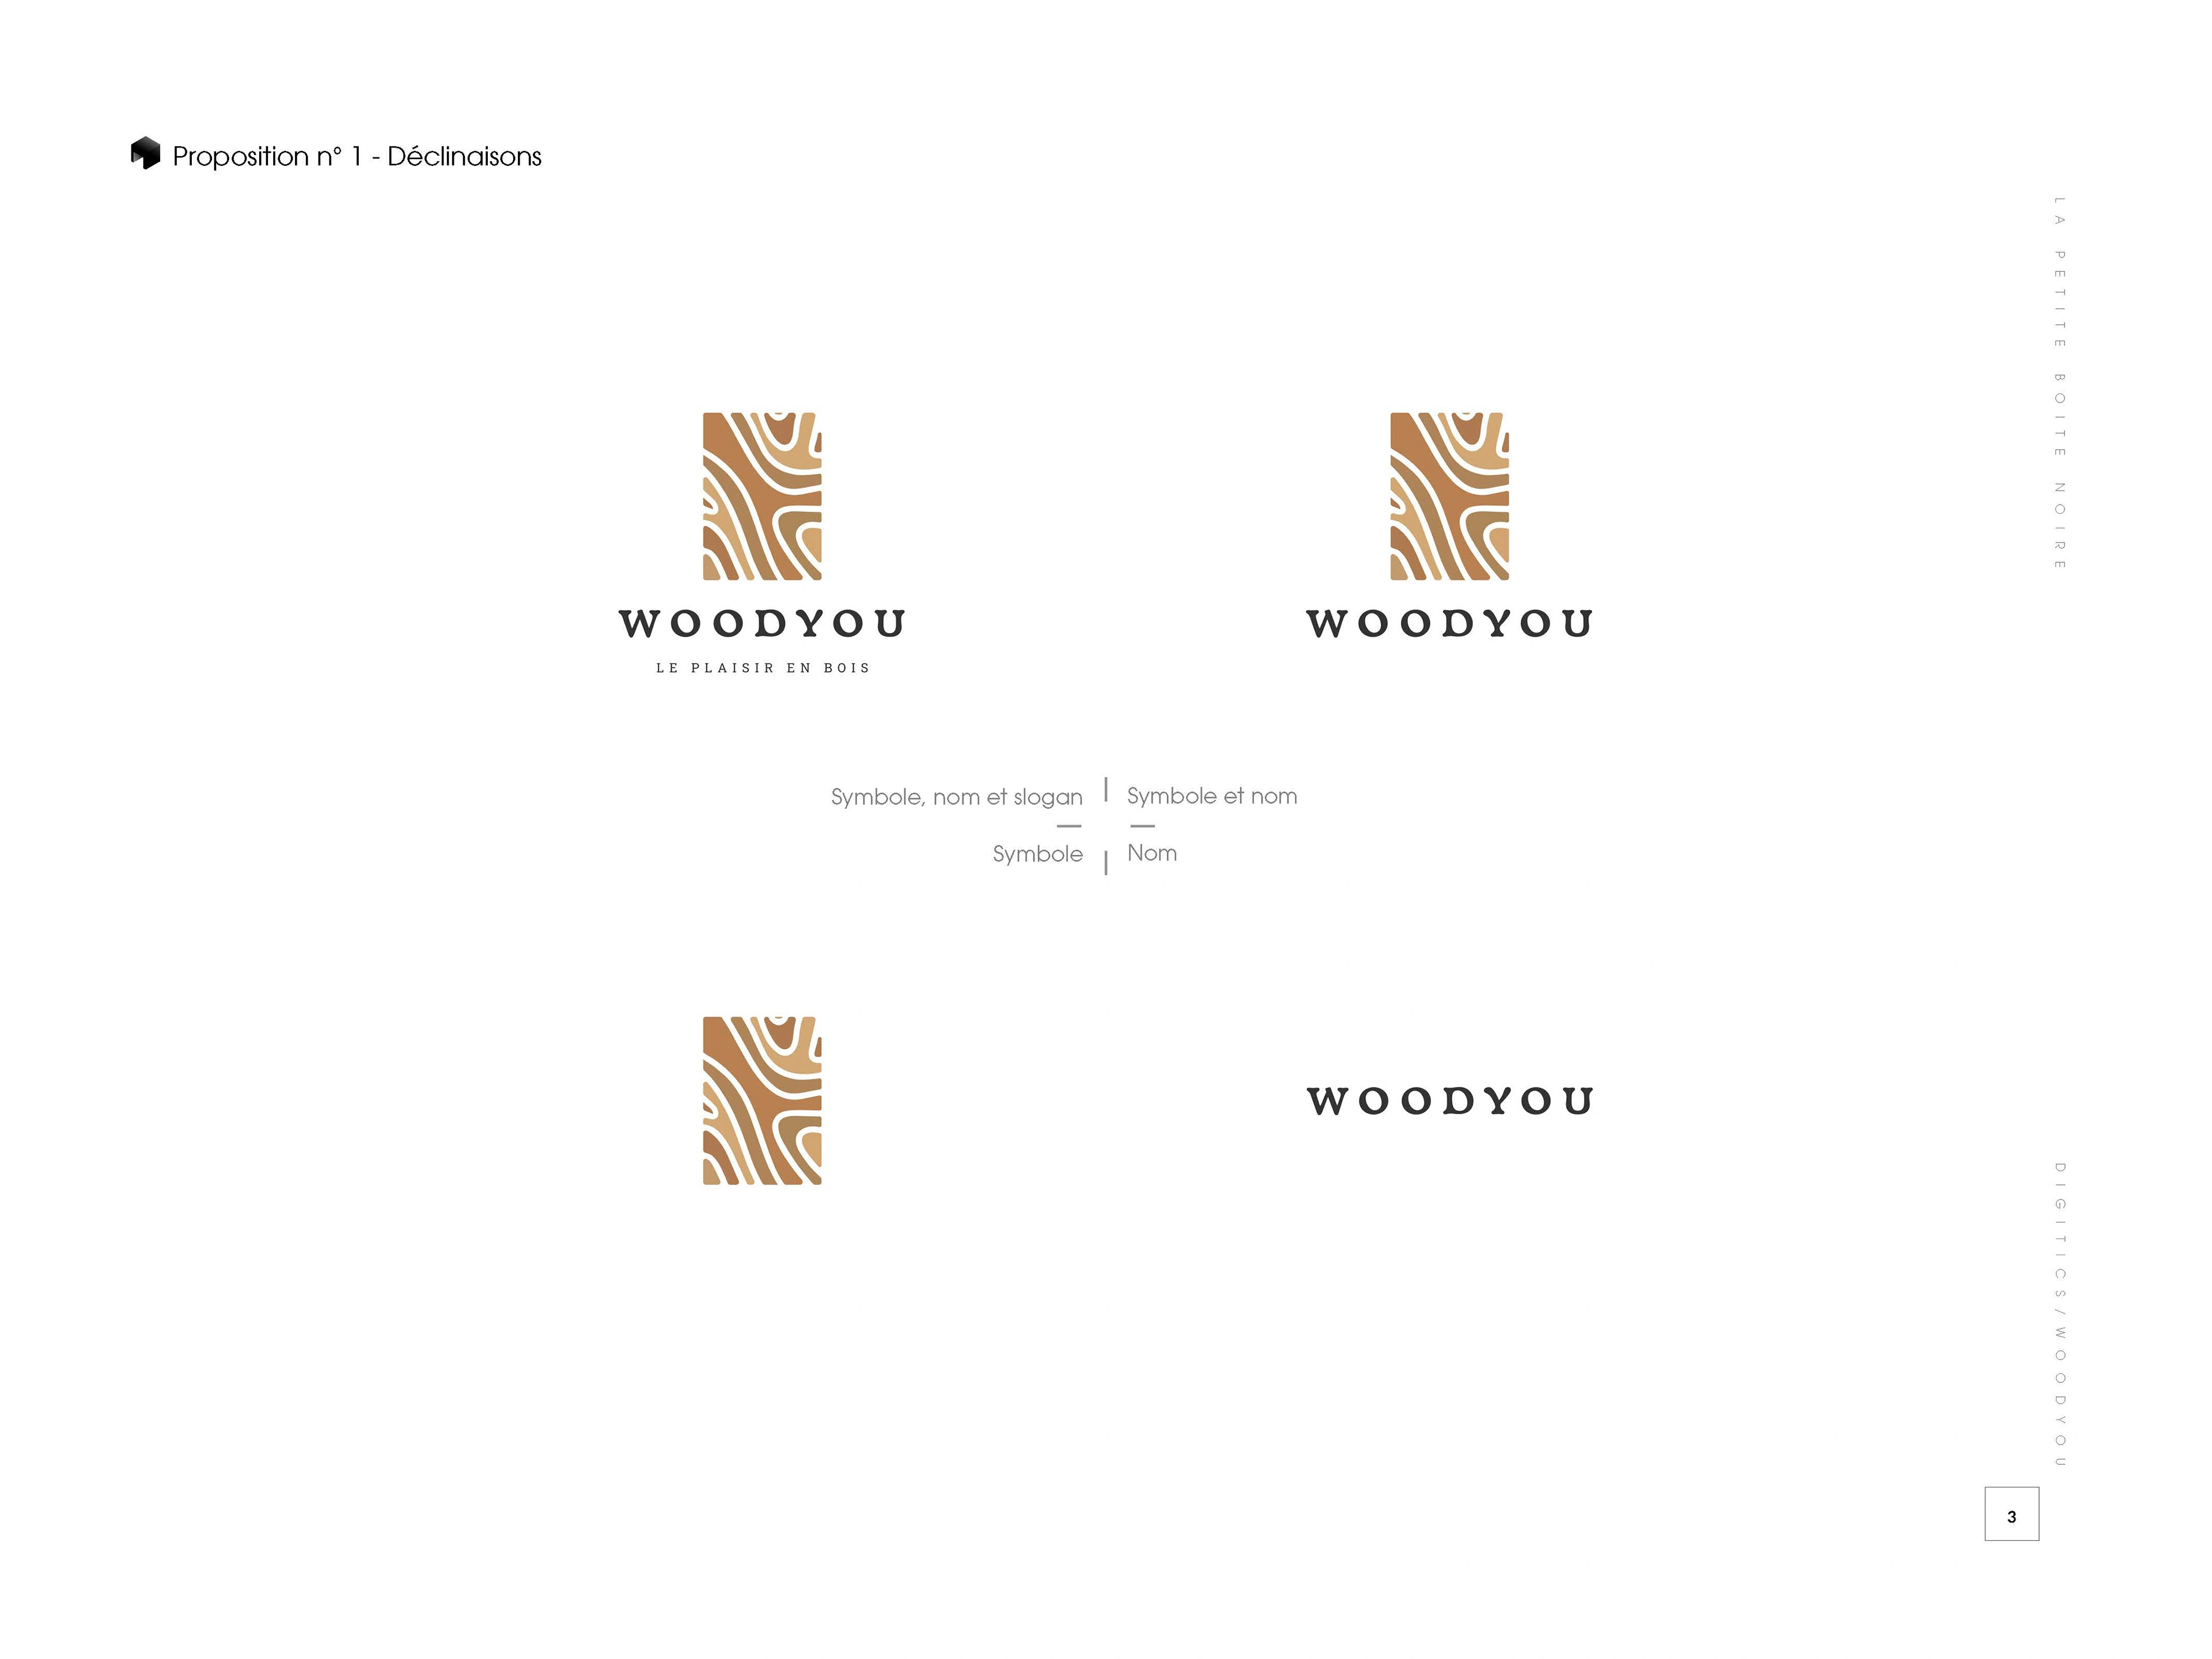 Proposition n° 1 - Déclinaisons
LA PETITE BOITE NOIRE
WOODYOU
LE PLAISIR EN BOIS
WOODYOU
Symbole, nom et slogan
Symbole et nom
Symbole
Nom
WOODYOU
DIGITICS/WOODYOU
3